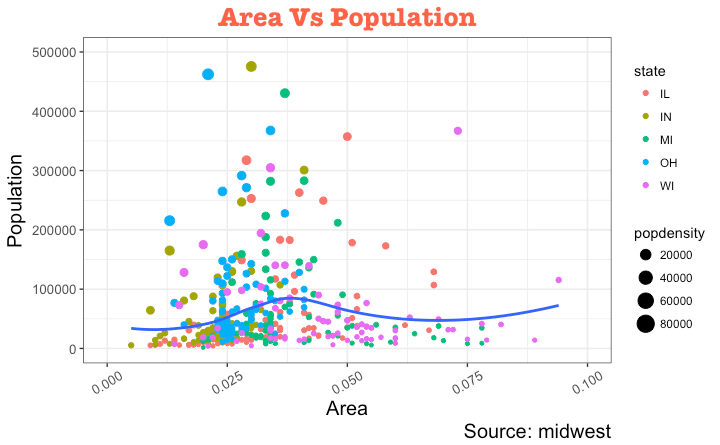 Area Vs Population
500000
400000
300000
200000
100000
0
Population
0.000
0.025
0.050
0.075
0.100
Area
Source: midwest
state
IL
IN
MI
OH
WI
popdensity
20000
40000
60000
80000